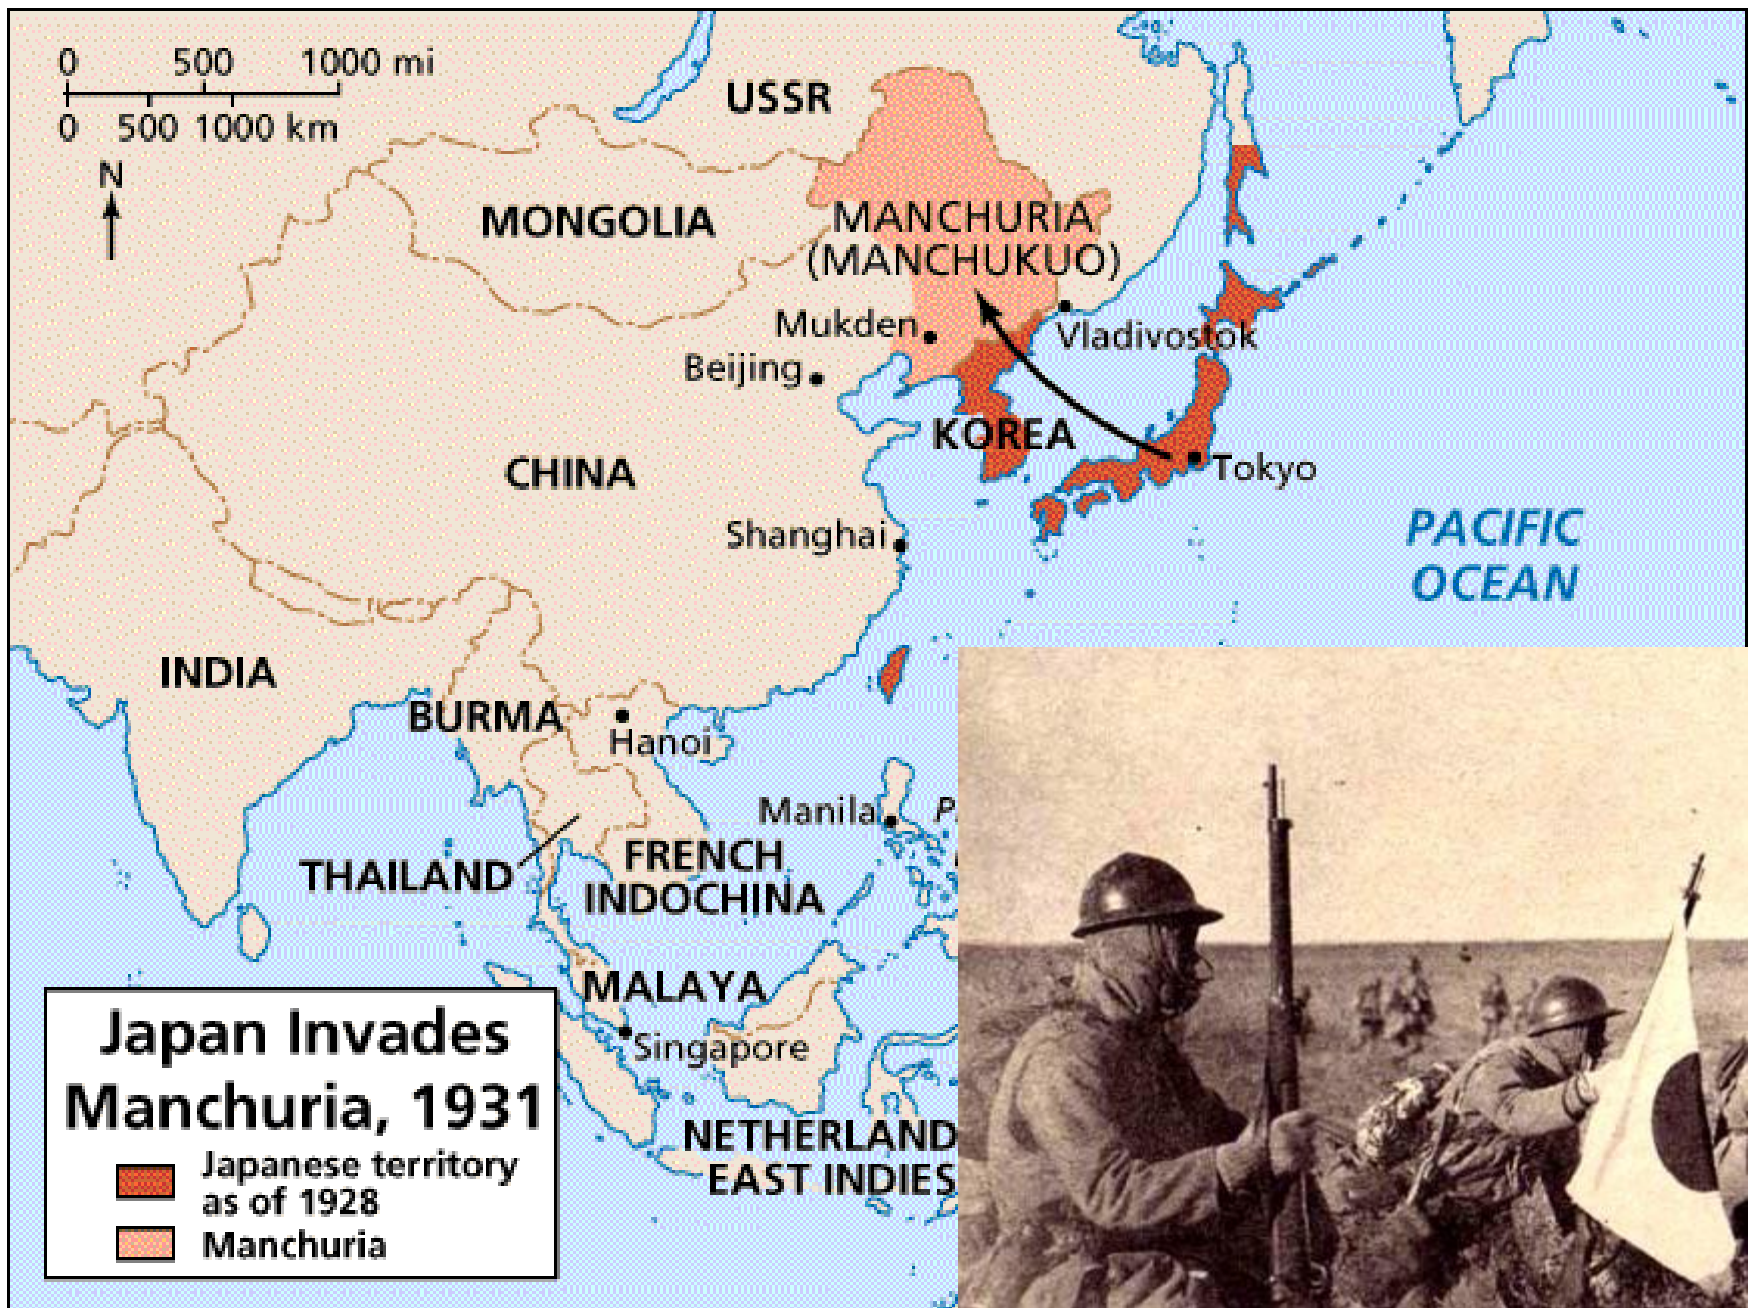 0 500 1000 mi
0 500 1000 km
N
USSR
MONGOLIA
MANCHURIA
(MANCHUKUO)
Mukden
Vladivostok
Beijing
KOREA
Tokyo
CHINA
Shanghai
PACIFIC
OCEAN
INDIA
BURMA
Hanoi
Manila
P
THAILAND
FRENCH
INDOCHINA
MALAYA
Singapore
NETHERLAND
EAST INDIES
Japan Invades
Manchuria, 1931
Japanese territory
as of 1928
Manchuria